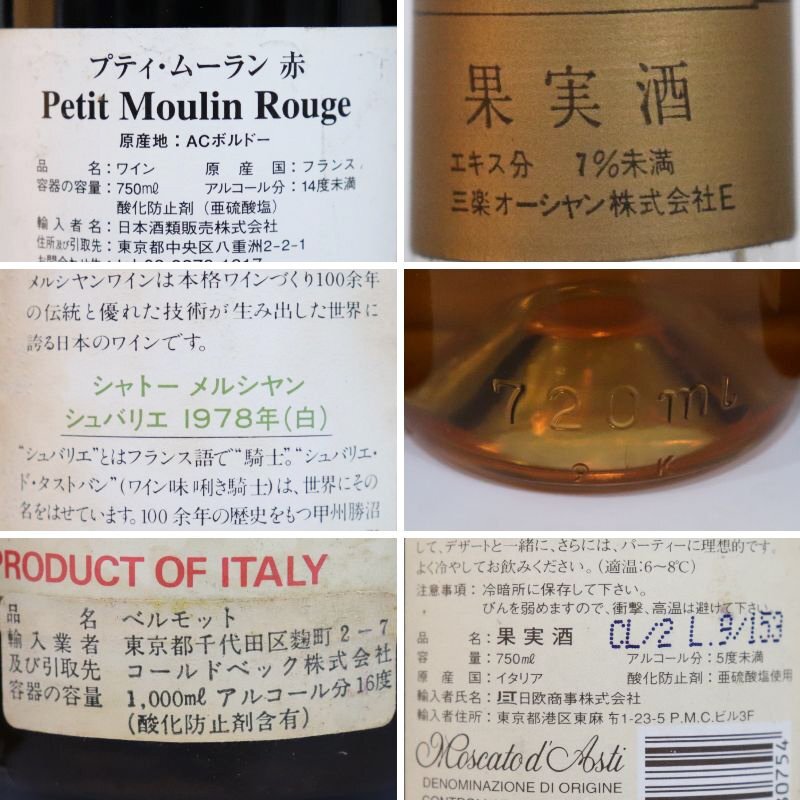 プティ・ムーラン 赤
Petit Moulin Rouge
原産地：ACボルドー
品 名：ワイン 原産国：フランス
容器の容量：750mℓ アルコール分：14度未満
酸化防止剤（亜硫酸塩）
輸入者名：日本酒類販売株式会社
住所及び引取先：東京都中央区八重洲2-2-1
果実酒
エキス分 1％未満
三楽オーシャン株式会社E
メルシャンワインは本格ワインづくり100余年
の伝統と優れた技術が生み出した世界に
誇る日本のワインです。
シャトー メルシャン
シュバリエ 1978年（白）
“シュバリエ”とはフランス語で“騎士”。“シュバリエ・
ド・タストバン”（ワイン味唎き騎士）は、世界にその
名をはせています。100余年の歴史をもつ甲州勝沼
720mℓ
9 K
PRODUCT OF ITALY
品 名 ベルモット
輸入業者 東京都千代田区麹町2-7
及び引取先 コールドベック株式会社
容器の容量 1,000mℓ アルコール分16度
（酸化防止剤含有）
して、デザートと一緒に、さらには、パーティーに理想的です。
よく冷やしてお飲みください。（適温：6～8℃）
注意事項：冷暗所に保存して下さい。
びんを弱めますので、衝撃、高温は避けて下さい。
品 名：果実酒 CL/2 L.9/153
容 量：750mℓ アルコール分：5度未満
原産国：イタリア 酸化防止剤：亜硫酸塩使用
輸入者氏名：日欧商事株式会社
輸入者住所：東京都港区東麻布1-23-5 P.M.C.ビル3F
Moscato d'Asti
DENOMINAZIONE DI ORIGINE